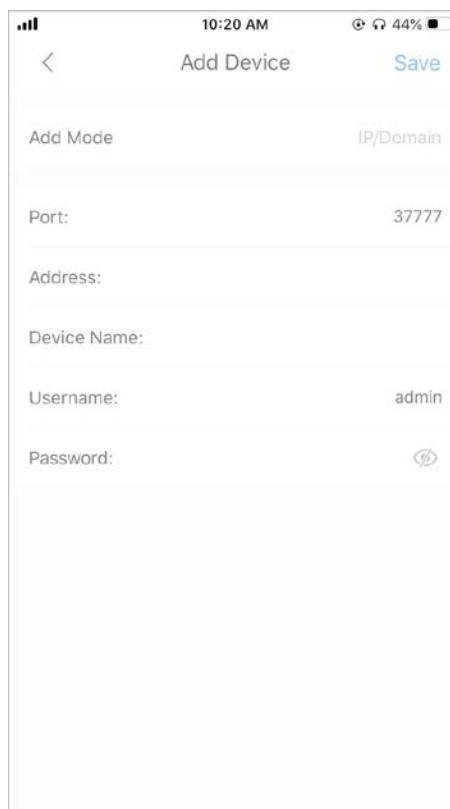 10:20 AM 44%
Add Device Save
Add Mode IP/Domain
Port: 37777
Address:
Device Name:
Username: admin
Password: